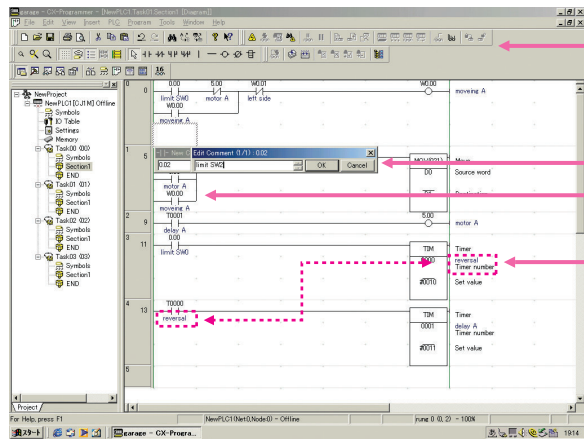 garage - CX-Programmer - [NewPLC1.Task01.Section1 [Diagram]]
File Edit View Insert PLC Program Tools Window Help
NewProject
NewPLC1[CJ1M] Offline
Symbols
IO Table
Settings
Memory
Task00 (00)
Symbols
Section1
END
Task01 (01)
Symbols
Section1
END
Task02 (02)
Symbols
Section1
END
Task03 (03)
Symbols
Section1
END
Project
0 0 0.00 5.00 W0.01 W0.00
limit SW0 motor A left side moveing A
W0.00
moveing A
Edit Comment (1/1) : 0.02
0.02 limit SW2 OK Cancel
1 5 MOV(021) Move
D0 Source word
motor A
W0.00
moveing A
2 9 T0001 5.00
delay A motor A
3 11 0.00
limit SW0
TIM Timer
0000 reversal
Timer number
#0010 Set value
4 13 T0000
reversal
TIM Timer
0001 delay A
Timer number
#0011 Set value
5
For Help, press F1 NewPLC1(Net:0,Node:0) - Offline rung 0 (0, 2) - 100%
garage - CX-Progra... 1914